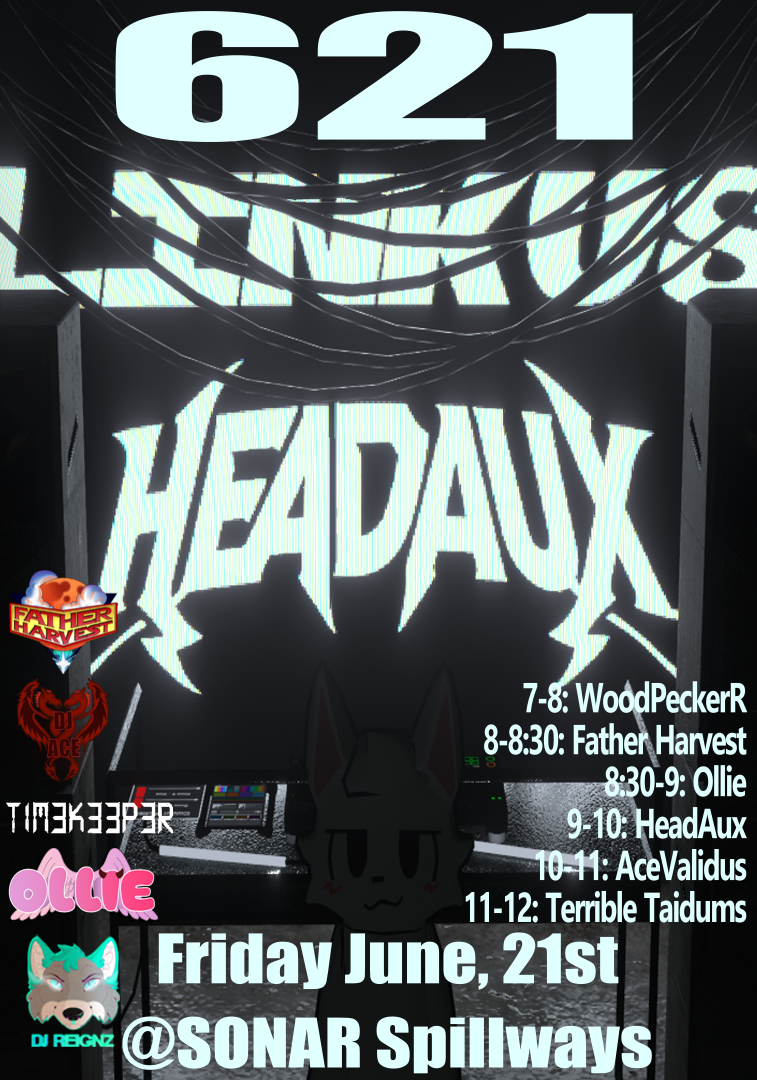 621
LINKUS
HEADAUX
FATHER
HARVEST
DJ
ACE
7-8: WoodPeckerR
8-8:30: Father Harvest
8:30-9: Ollie
9-10: HeadAux
10-11: AceValidus
11-12: Terrible Taidums
T1M3K33P3R
OLLIE
DJ REIGNZ
Friday June, 21st
@SONAR Spillways